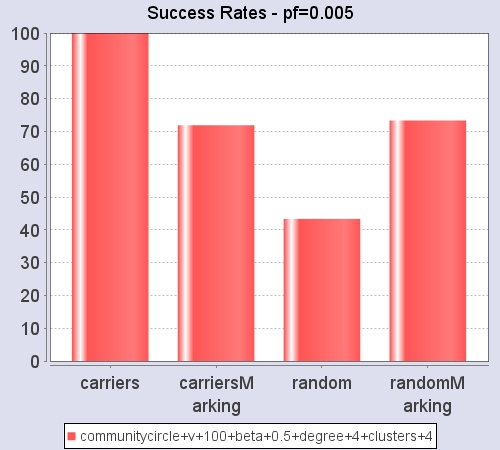 Success Rates - pf=0.005
100
90
80
70
60
50
40
30
20
10
0
carriers
carriersM
arking
random
randomM
arking
communitycircle+v+100+beta+0.5+degree+4+clusters+4